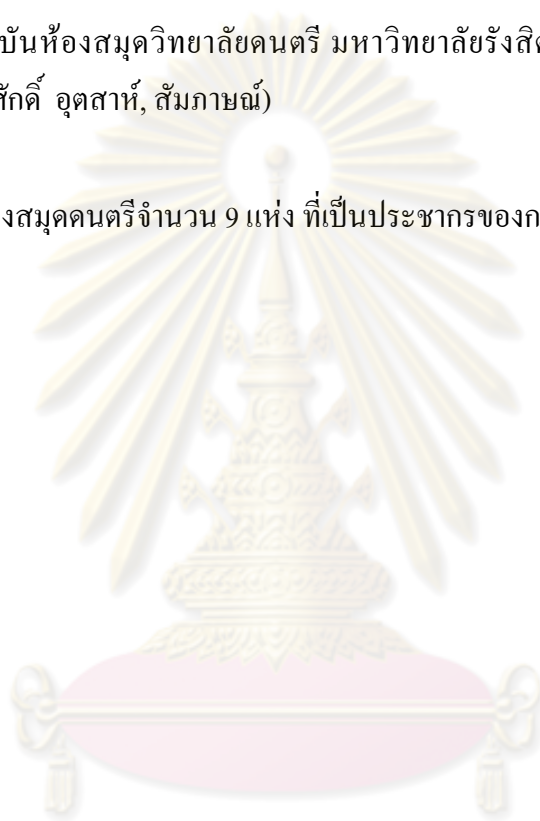 บันห้องสมุดวิทยาลัยดนตรี มหาวิทยาลัยรังสิต
ศักดิ์ อุตสาห์, สัมภาษณ์)
งสมุดดนตรีจำนวน 9 แห่ง ที่เป็นประชากรของก